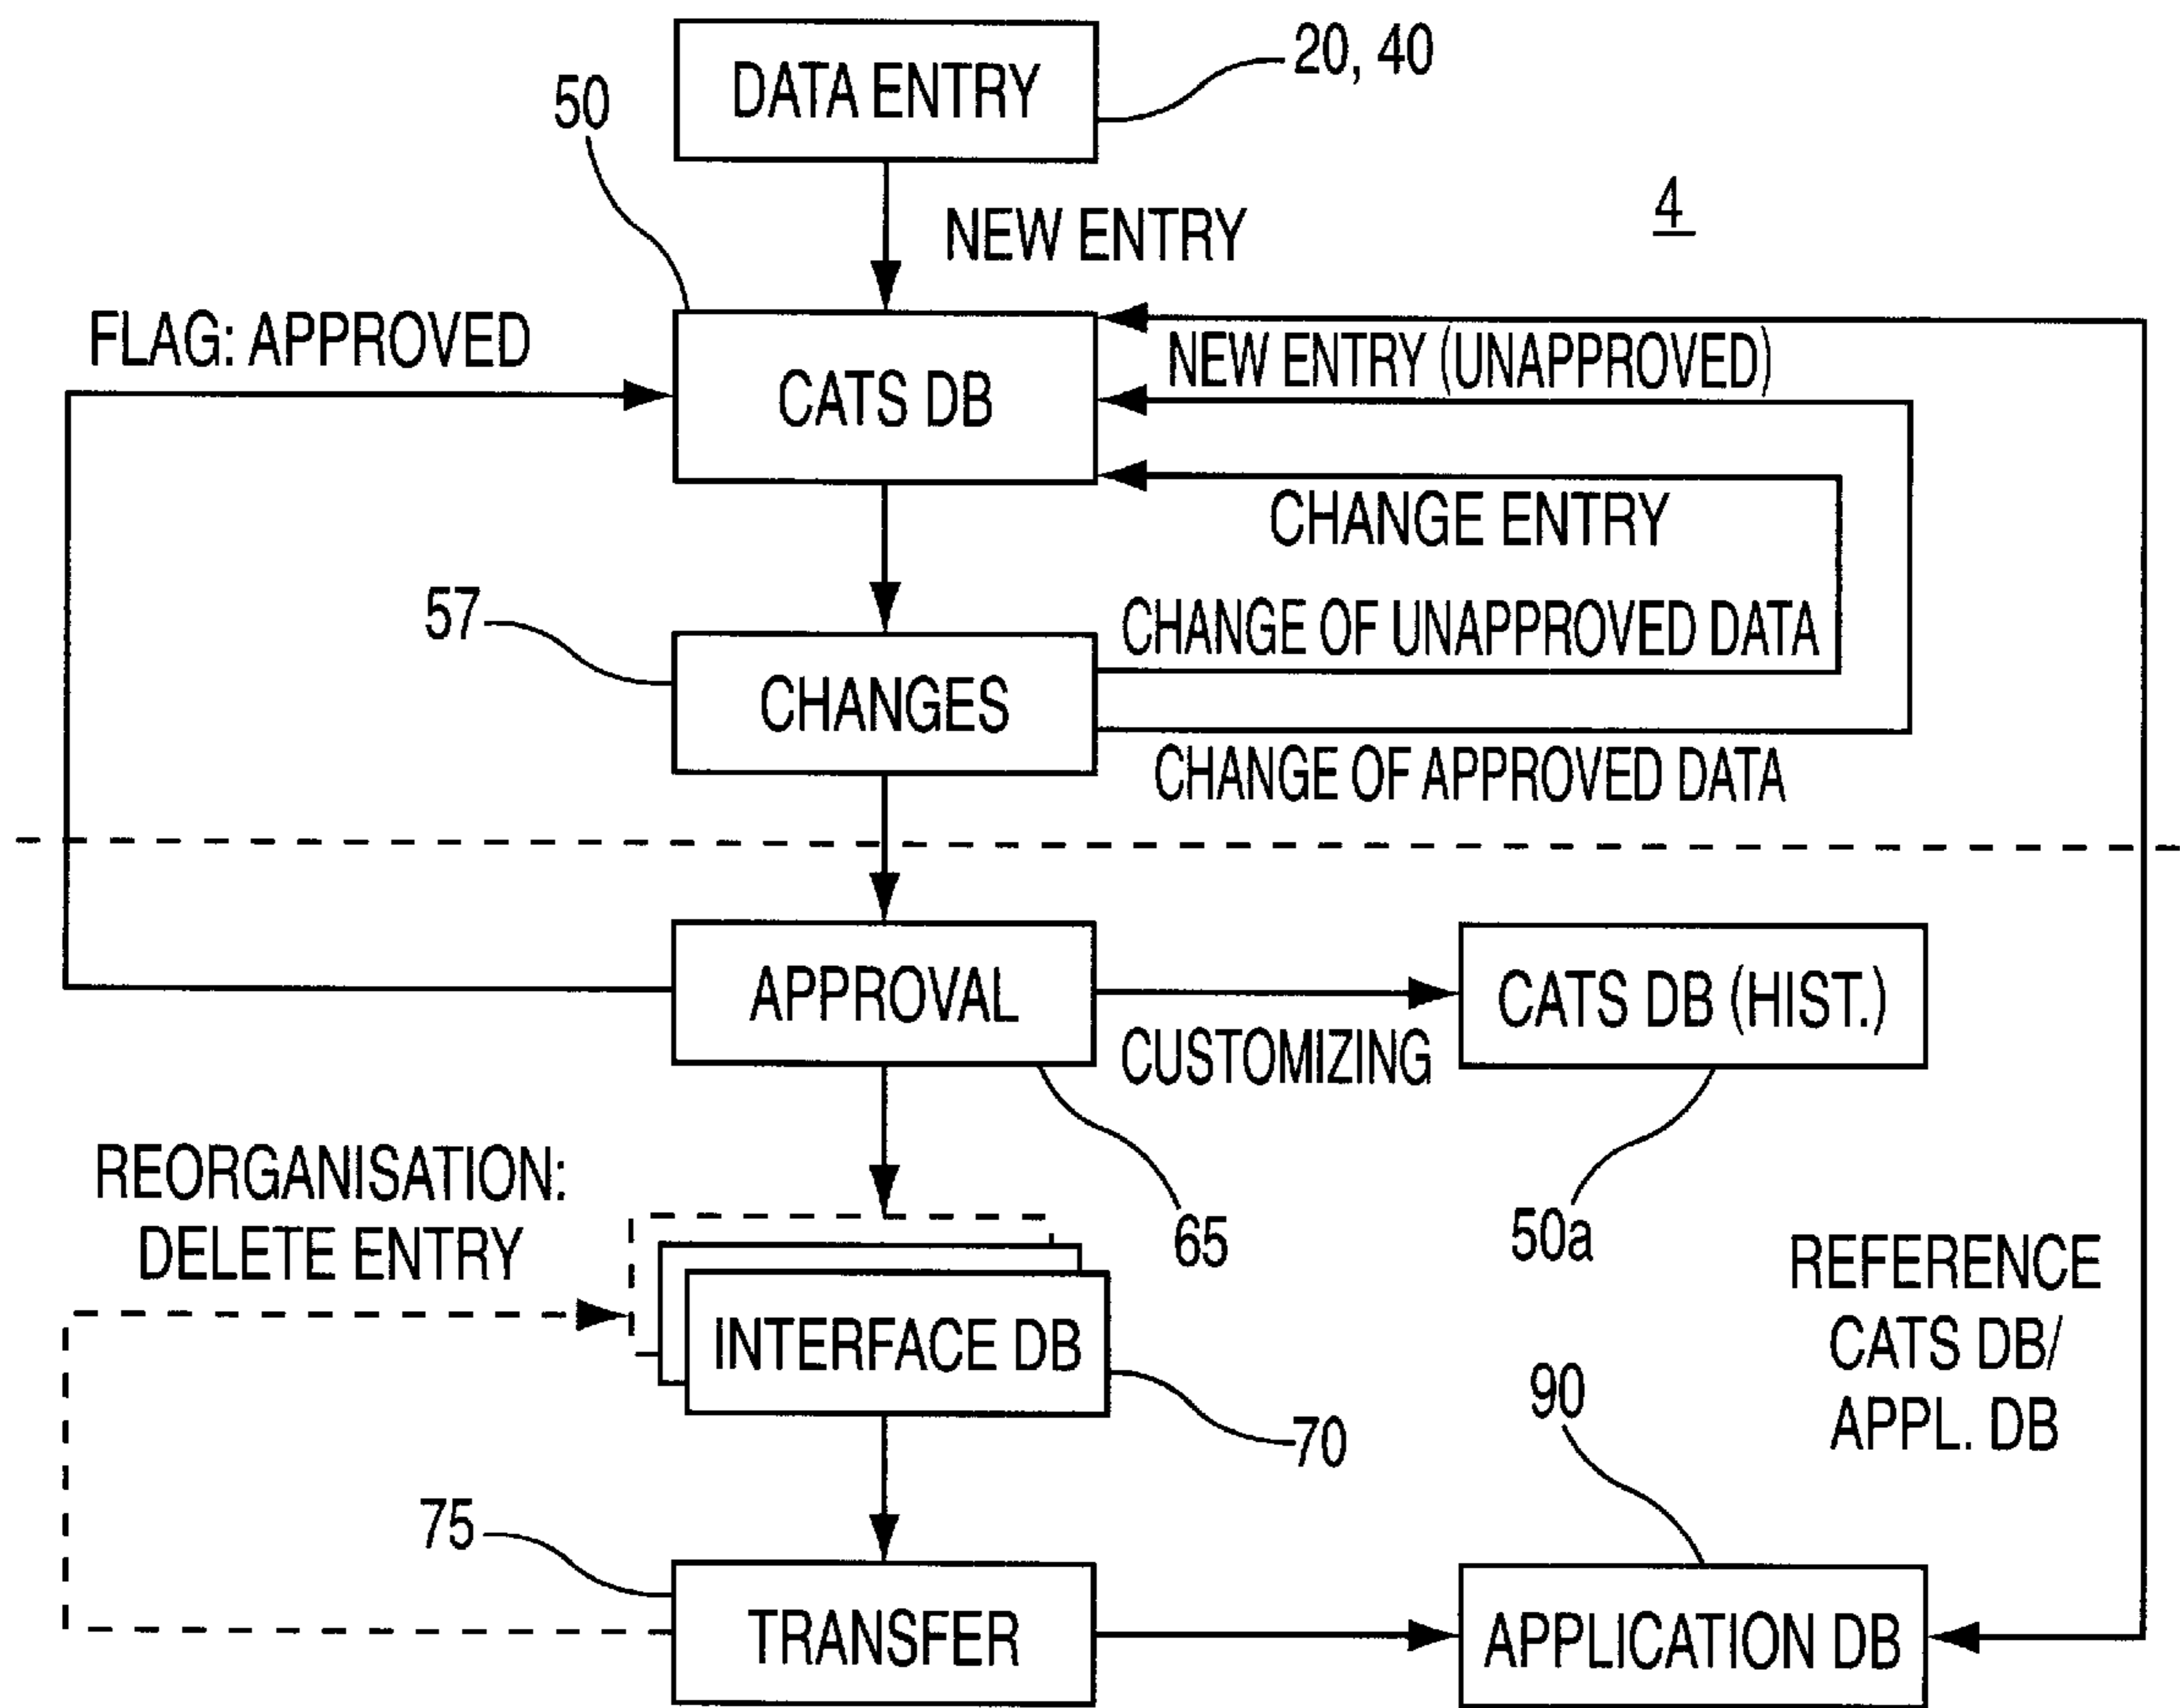 DATA ENTRY
20, 40
50
NEW ENTRY
4
FLAG: APPROVED
CATS DB
NEW ENTRY (UNAPPROVED)
CHANGE ENTRY
57
CHANGE OF UNAPPROVED DATA
CHANGES
CHANGE OF APPROVED DATA
APPROVAL
CATS DB (HIST.)
CUSTOMIZING
REORGANISATION:
DELETE ENTRY
65
50a
REFERENCE
CATS DB/
APPL. DB
INTERFACE DB
70
90
75
TRANSFER
APPLICATION DB